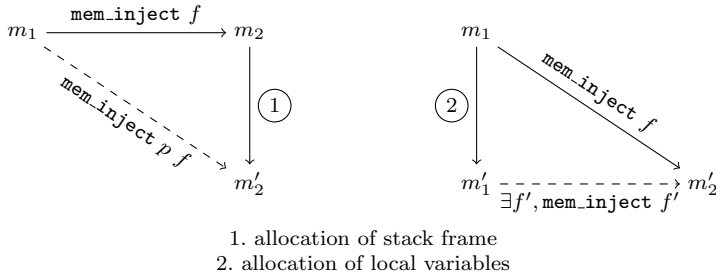 mem_inject f
m₁ m₂ m₁
mem_inject p f
1 2
mem_inject f
m′₂ m′₁ m′₂
∃f′, mem_inject f′
1. allocation of stack frame
2. allocation of local variables